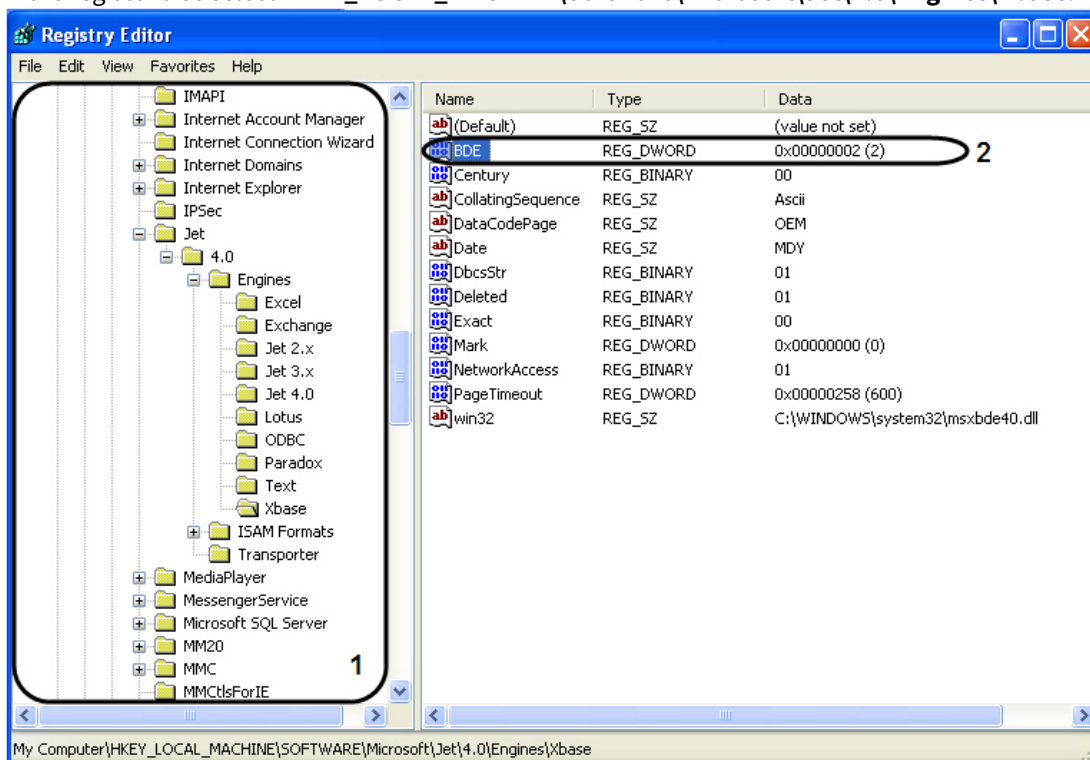 Registry Editor
File Edit View Favorites Help
IMAPI
Internet Account Manager
Internet Connection Wizard
Internet Domains
Internet Explorer
IPSec
Jet
4.0
Engines
Excel
Exchange
Jet 2.x
Jet 3.x
Jet 4.0
Lotus
ODBC
Paradox
Text
Xbase
ISAM Formats
Transporter
MediaPlayer
MessengerService
Microsoft SQL Server
MM20
MMC
1
MMCtlsForIE
Name Type Data
(Default) REG_SZ (value not set)
BDE REG_DWORD 0x00000002 (2) 2
Century REG_BINARY 00
CollatingSequence REG_SZ Ascii
DataCodePage REG_SZ OEM
Date REG_SZ MDY
DbcsStr REG_BINARY 01
Deleted REG_BINARY 01
Exact REG_BINARY 00
Mark REG_DWORD 0x00000000 (0)
NetworkAccess REG_BINARY 01
PageTimeout REG_DWORD 0x00000258 (600)
win32 REG_SZ C:\WINDOWS\system32\msxbde40.dll
My Computer\HKEY_LOCAL_MACHINE\SOFTWARE\Microsoft\Jet\4.0\Engines\Xbase